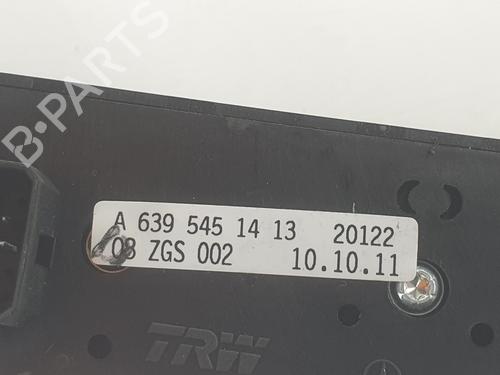 B-PARTS
A 639 545 14 13 20122
08 ZGS 002 10.10.11
TRW